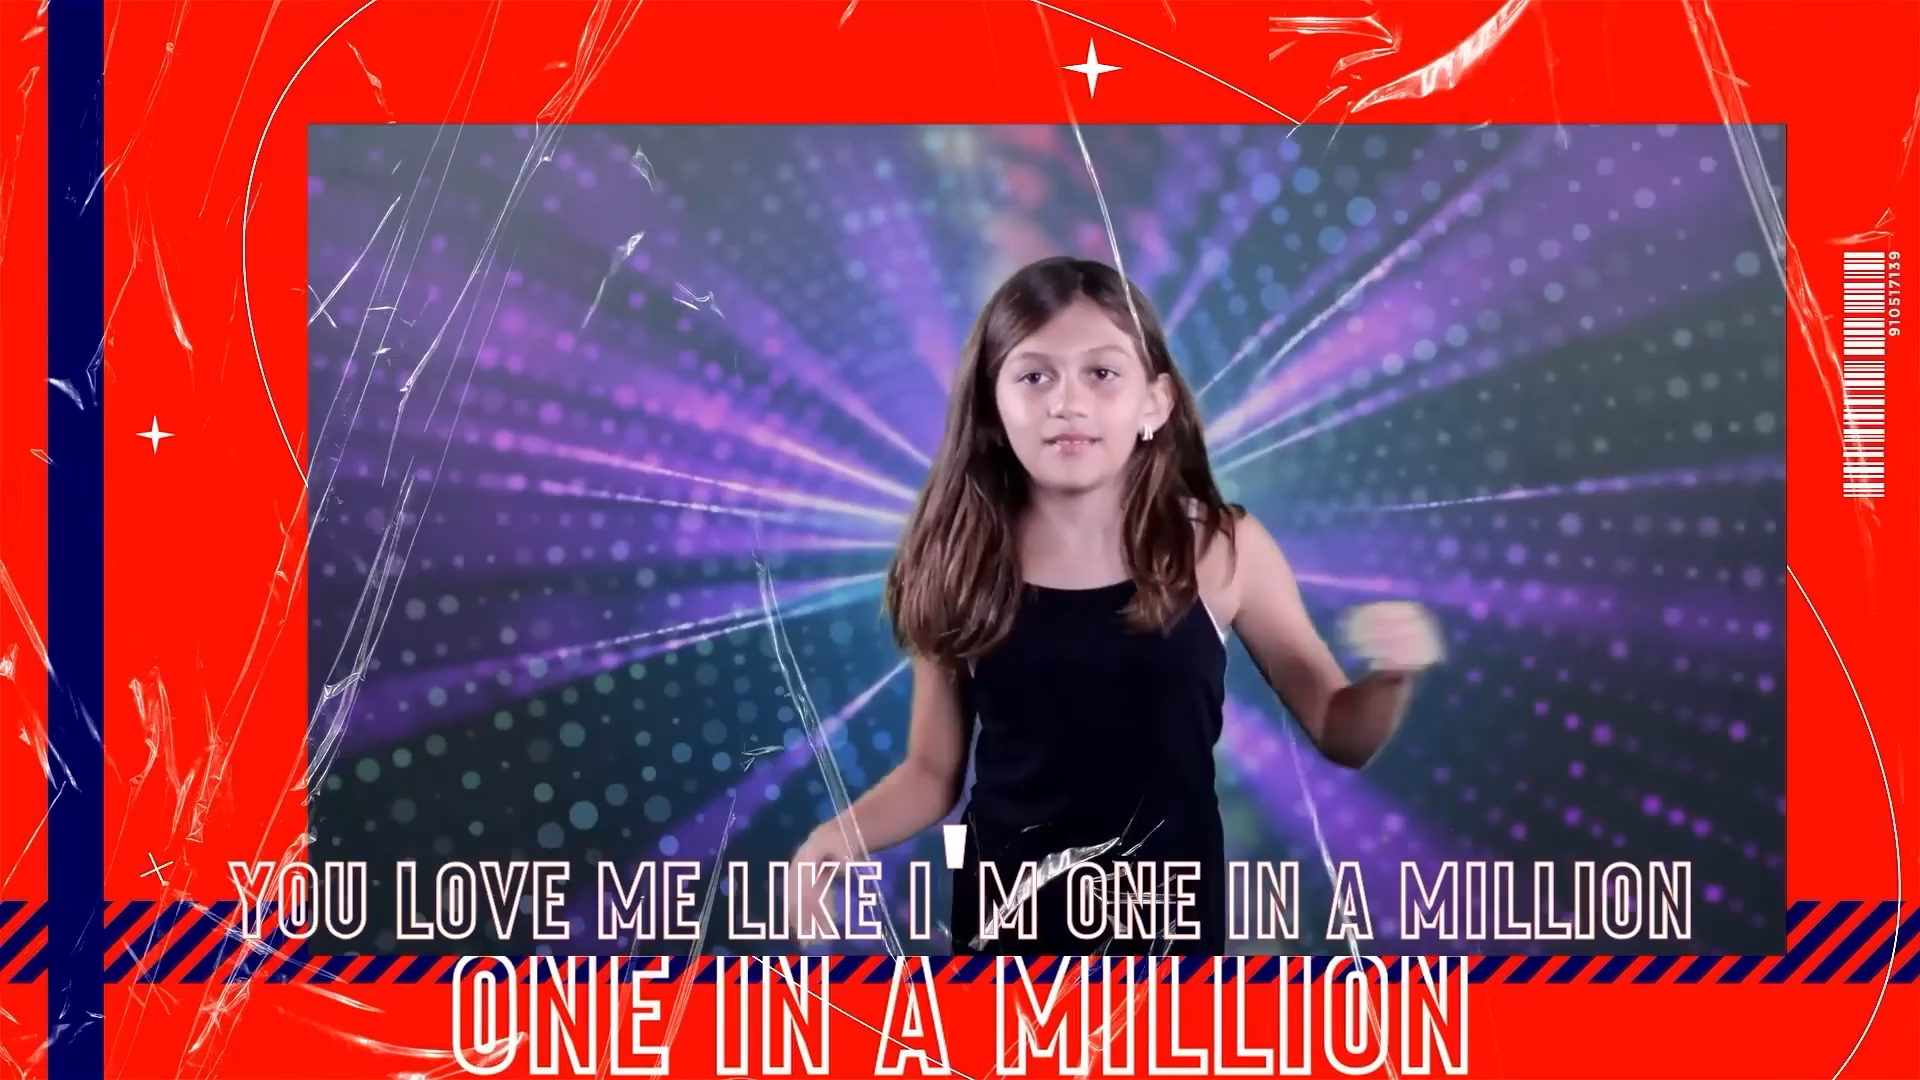 910517139
YOU LOVE ME LIKE I'M ONE IN A MILLION
ONE IN A MILLION